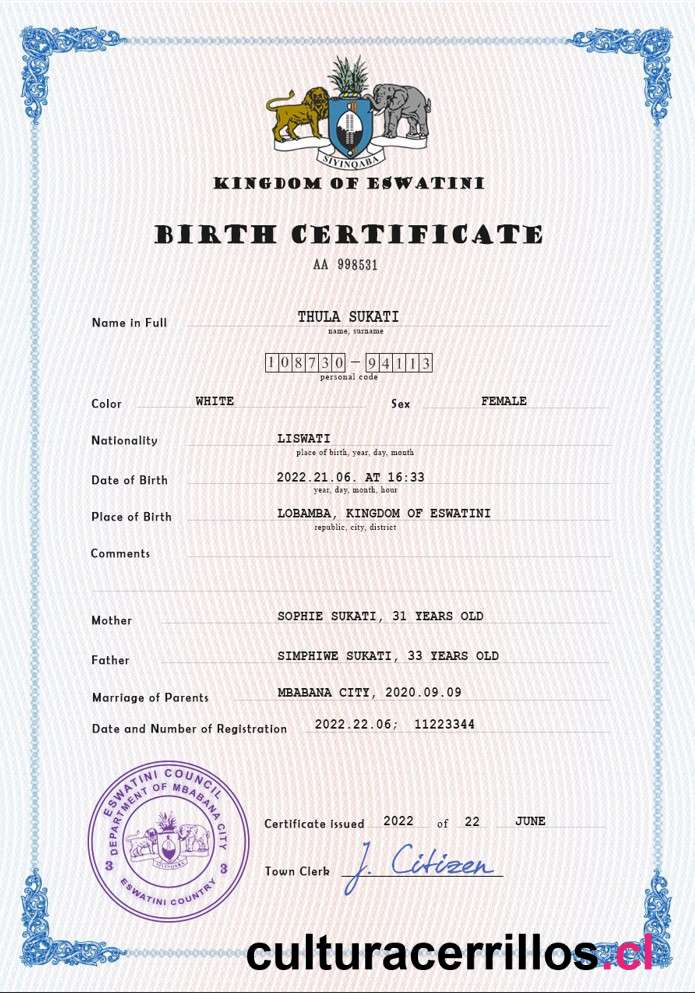 SIYINQABA
KINGDOM OF ESWATINI
BIRTH CERTIFICATE
AA 998531
Name in Full THULA SUKATI
name, surname
108730 - 94113
personal code
Color WHITE Sex FEMALE
Nationality LISWATI
place of birth, year, day, month
Date of Birth 2022.21.06. AT 16:33
year, day, month, hour
Place of Birth LOBAMBA, KINGDOM OF ESWATINI
republic, city, district
Comments
Mother SOPHIE SUKATI, 31 YEARS OLD
Father SIMPHIWE SUKATI, 33 YEARS OLD
Marriage of Parents MBABANA CITY, 2020.09.09
Date and Number of Registration 2022.22.06; 11223344
ESWATINI COUNCIL
DEPARTMENT OF MBABANA CITY
SIYINQABA
3 3
ESWATINI COUNTRY
Certificate issued 2022 of 22 JUNE
Town Clerk J. Citizen
culturacerrillos.cl